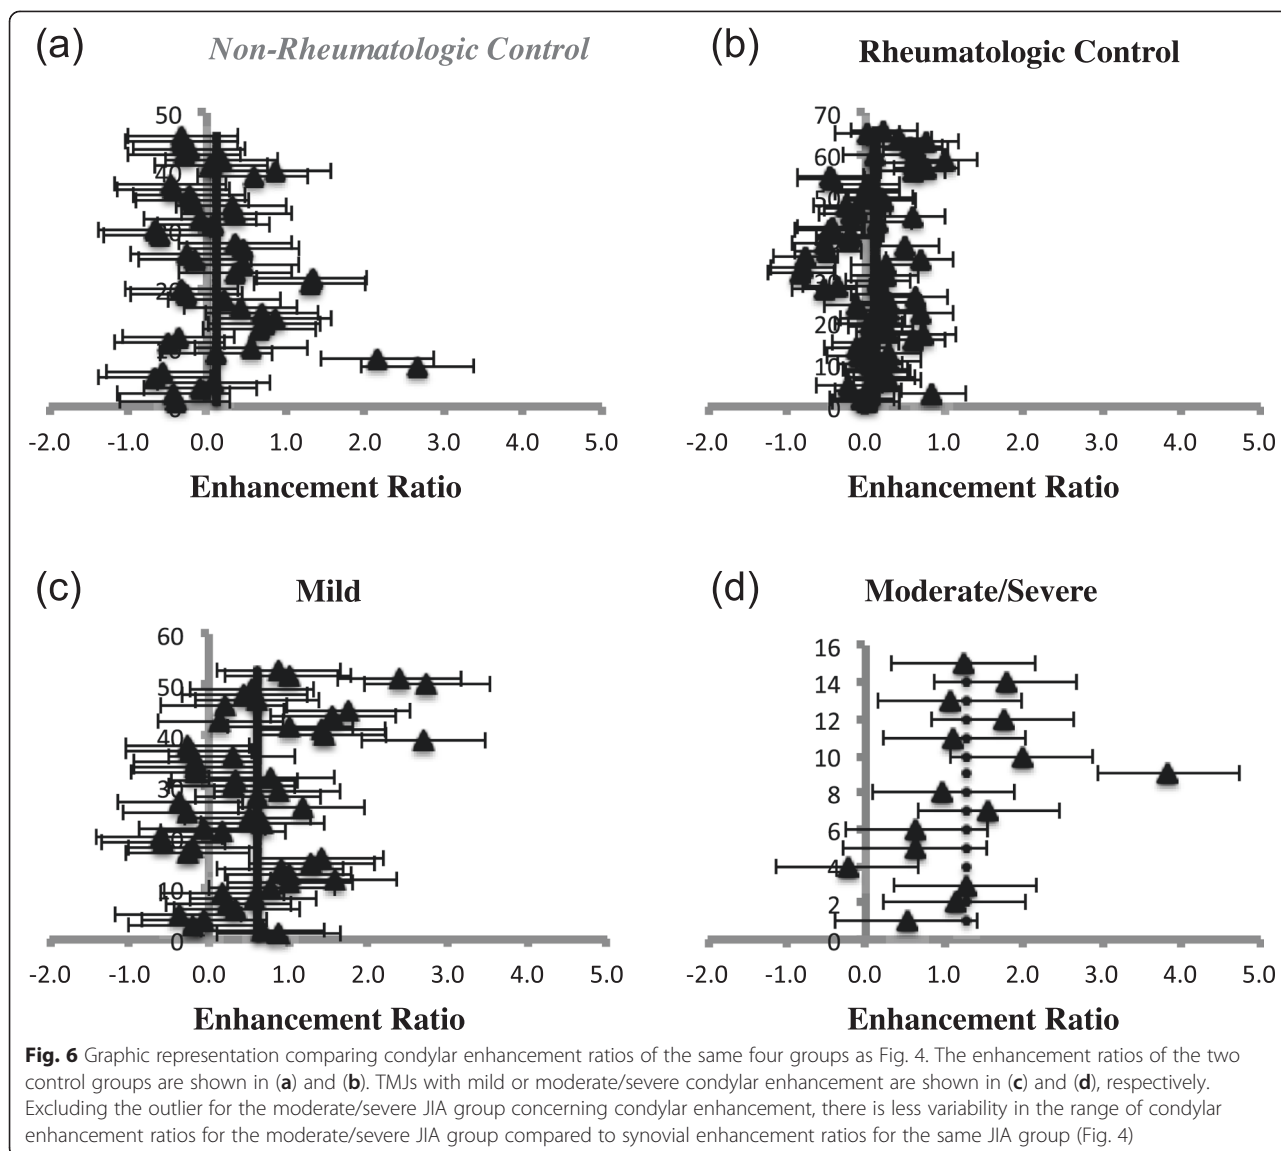 (a) Non-Rheumatologic Control
(b) Rheumatologic Control
50
40
20
-2.0 -1.0 0.0 1.0 2.0 3.0 4.0 5.0
Enhancement Ratio
70
60
20
10
0
-2.0 -1.0 0.0 1.0 2.0 3.0 4.0 5.0
Enhancement Ratio
(c) Mild
(d) Moderate/Severe
60
50
40
30
10
0
-2.0 -1.0 0.0 1.0 2.0 3.0 4.0 5.0
Enhancement Ratio
16
14
12
10
8
6
4
2
0
-2.0 -1.0 0.0 1.0 2.0 3.0 4.0 5.0
Enhancement Ratio
Fig. 6 Graphic representation comparing condylar enhancement ratios of the same four groups as Fig. 4. The enhancement ratios of the two
control groups are shown in (a) and (b). TMJs with mild or moderate/severe condylar enhancement are shown in (c) and (d), respectively.
Excluding the outlier for the moderate/severe JIA group concerning condylar enhancement, there is less variability in the range of condylar
enhancement ratios for the moderate/severe JIA group compared to synovial enhancement ratios for the same JIA group (Fig. 4)